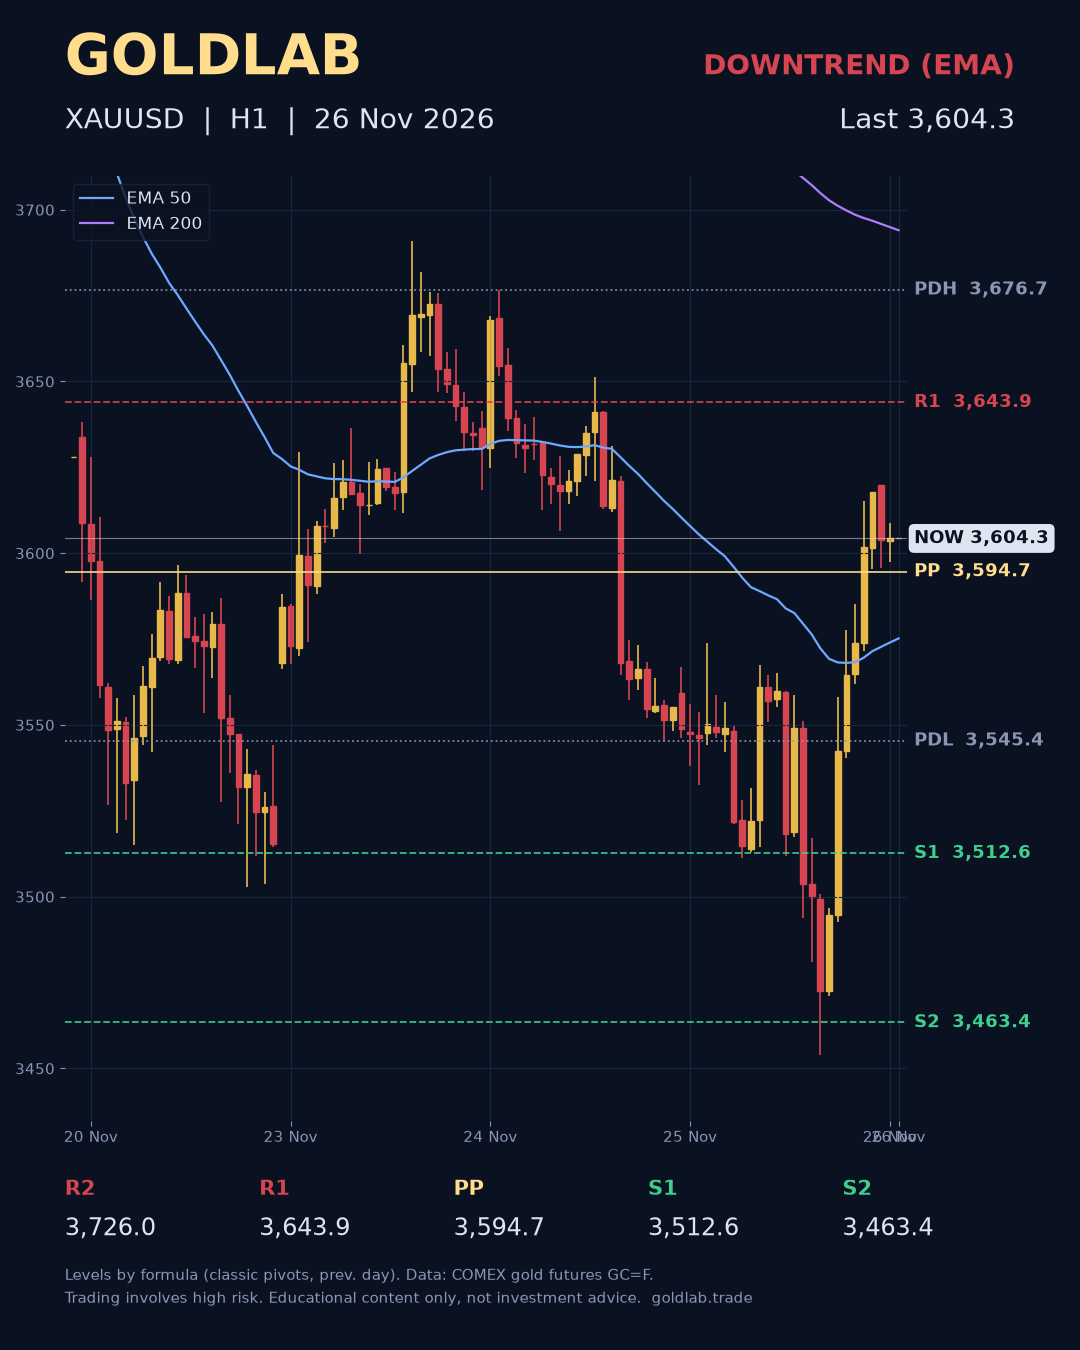 GOLDLAB
DOWNTREND (EMA)
XAUUSD | H1 | 26 Nov 2026
Last 3,604.3
EMA 50
EMA 200
3700
3650
3600
3550
3500
3450
PDH 3,676.7
R1 3,643.9
NOW 3,604.3
PP 3,594.7
PDL 3,545.4
S1 3,512.6
S2 3,463.4
20 Nov
23 Nov
24 Nov
25 Nov
26 Nov
R2
R1
PP
S1
S2
3,726.0
3,643.9
3,594.7
3,512.6
3,463.4
Levels by formula (classic pivots, prev. day). Data: COMEX gold futures GC=F.
Trading involves high risk. Educational content only, not investment advice. goldlab.trade